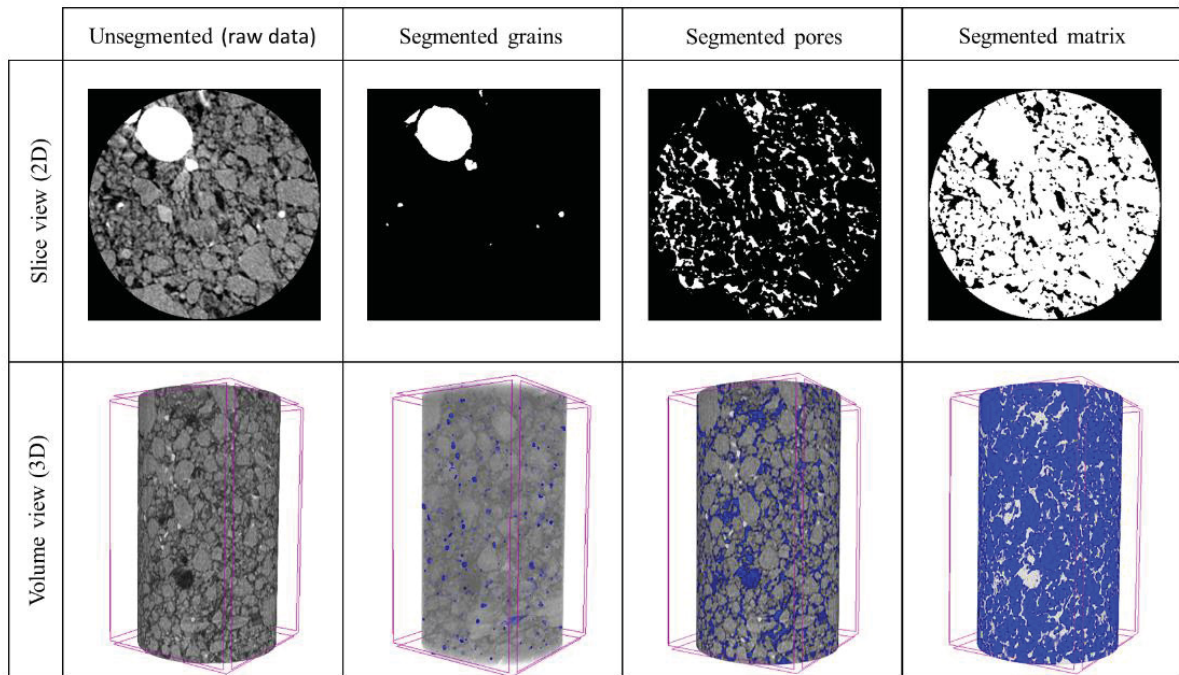 Unsegmented (raw data)
Segmented grains
Segmented pores
Segmented matrix
Slice view (2D)
Volume view (3D)